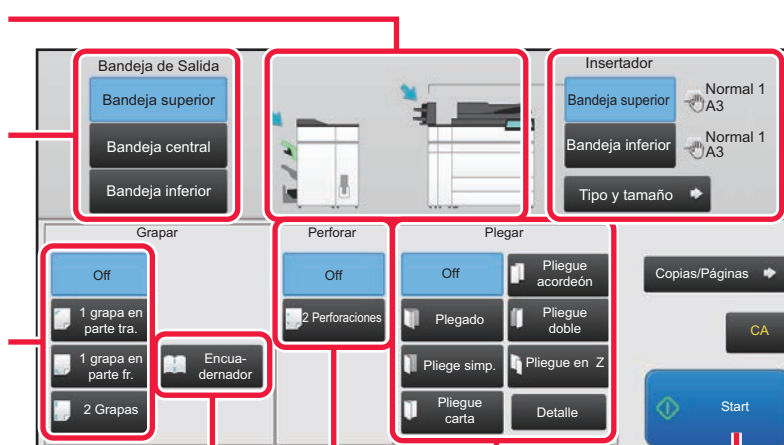 Bandeja de Salida
Bandeja superior
Bandeja central
Bandeja inferior
Insertador
Bandeja superior
Normal 1
A3
Bandeja inferior
Normal 1
A3
Tipo y tamaño
Grapar
Off
1 grapa en
parte tra.
1 grapa en
parte fr.
2 Grapas
Encua-
dernador
Perforar
Off
2 Perforaciones
Plegar
Off
Pliegue
acordeón
Plegado
Pliegue
doble
Pliege simp.
Pliegue en Z
Pliegue
carta
Detalle
Copias/Páginas
CA
Start